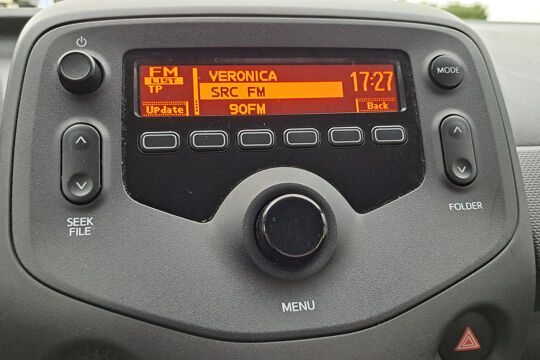 FM
LIST
TP
VERONICA
17:27
SRC FM
Update
90FM
Back
MODE
SEEK
FILE
FOLDER
MENU